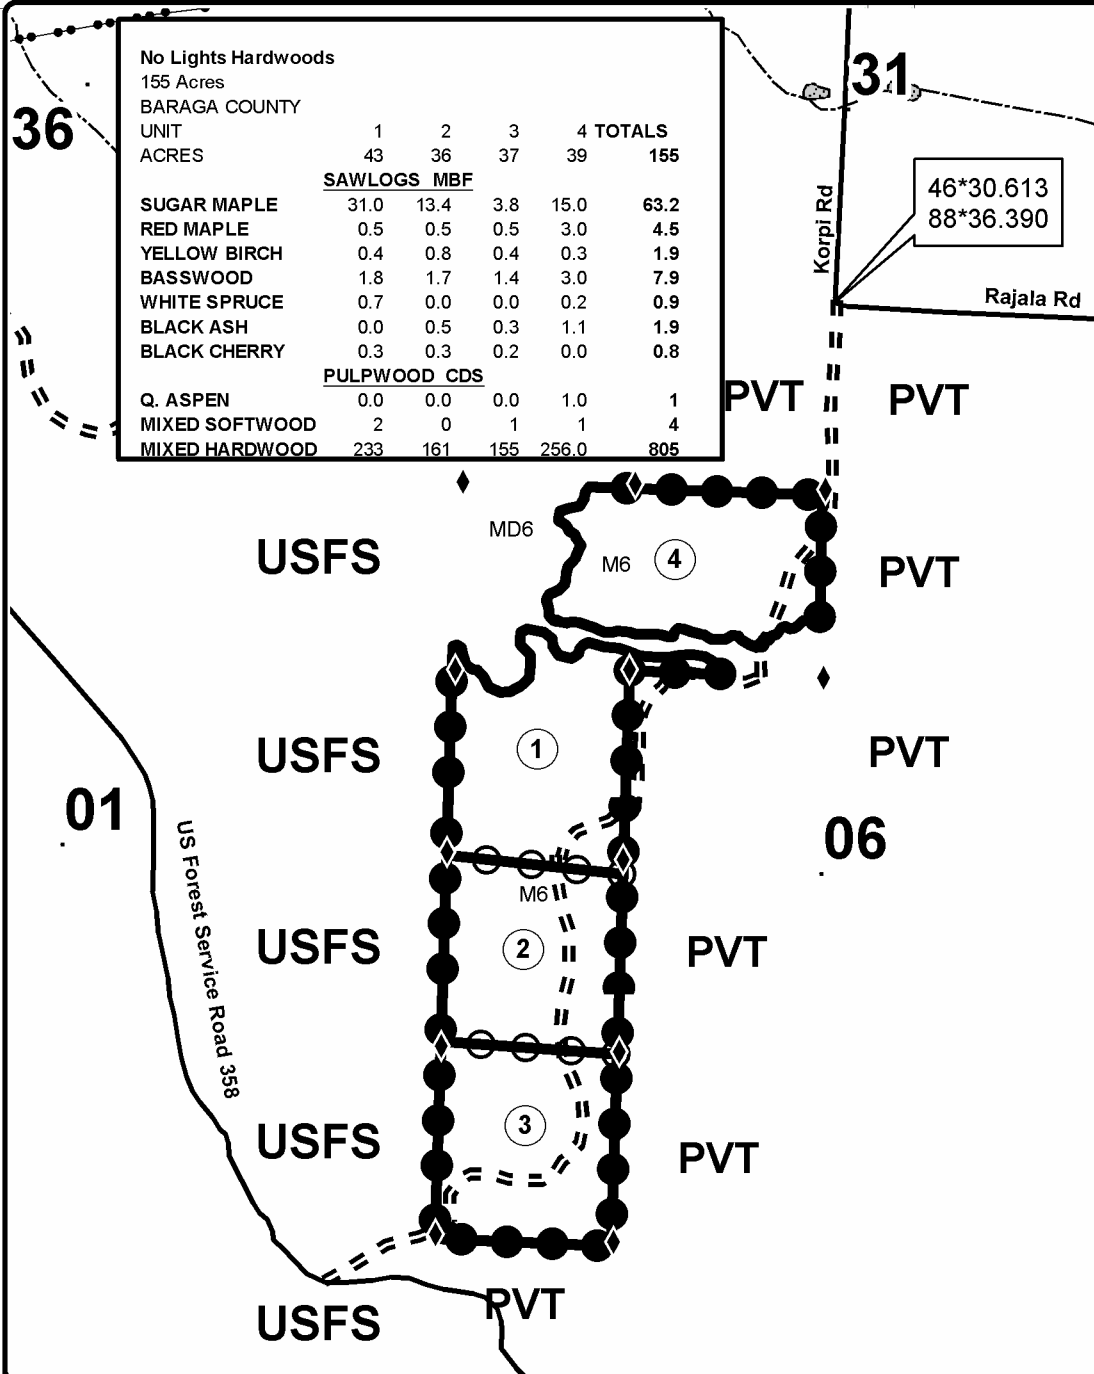 No Lights Hardwoods
155 Acres
BARAGA COUNTY
UNIT 1 2 3 4 TOTALS
ACRES 43 36 37 39 155
SAWLOGS MBF
SUGAR MAPLE 31.0 13.4 3.8 15.0 63.2
RED MAPLE 0.5 0.5 0.5 3.0 4.5
YELLOW BIRCH 0.4 0.8 0.4 0.3 1.9
BASSWOOD 1.8 1.7 1.4 3.0 7.9
WHITE SPRUCE 0.7 0.0 0.0 0.2 0.9
BLACK ASH 0.0 0.5 0.3 1.1 1.9
BLACK CHERRY 0.3 0.3 0.2 0.0 0.8
PULPWOOD CDS
Q. ASPEN 0.0 0.0 0.0 1.0 1
MIXED SOFTWOOD 2 0 1 1 4
MIXED HARDWOOD 233 161 155 256.0 805
36
31
46*30.613
88*36.390
Korpi Rd
Rajala Rd
PVT
PVT
MD6
USFS
M6
4
PVT
USFS
1
PVT
01
06
US Forest Service Road 358
M6
USFS
2
PVT
USFS
3
PVT
USFS
PVT